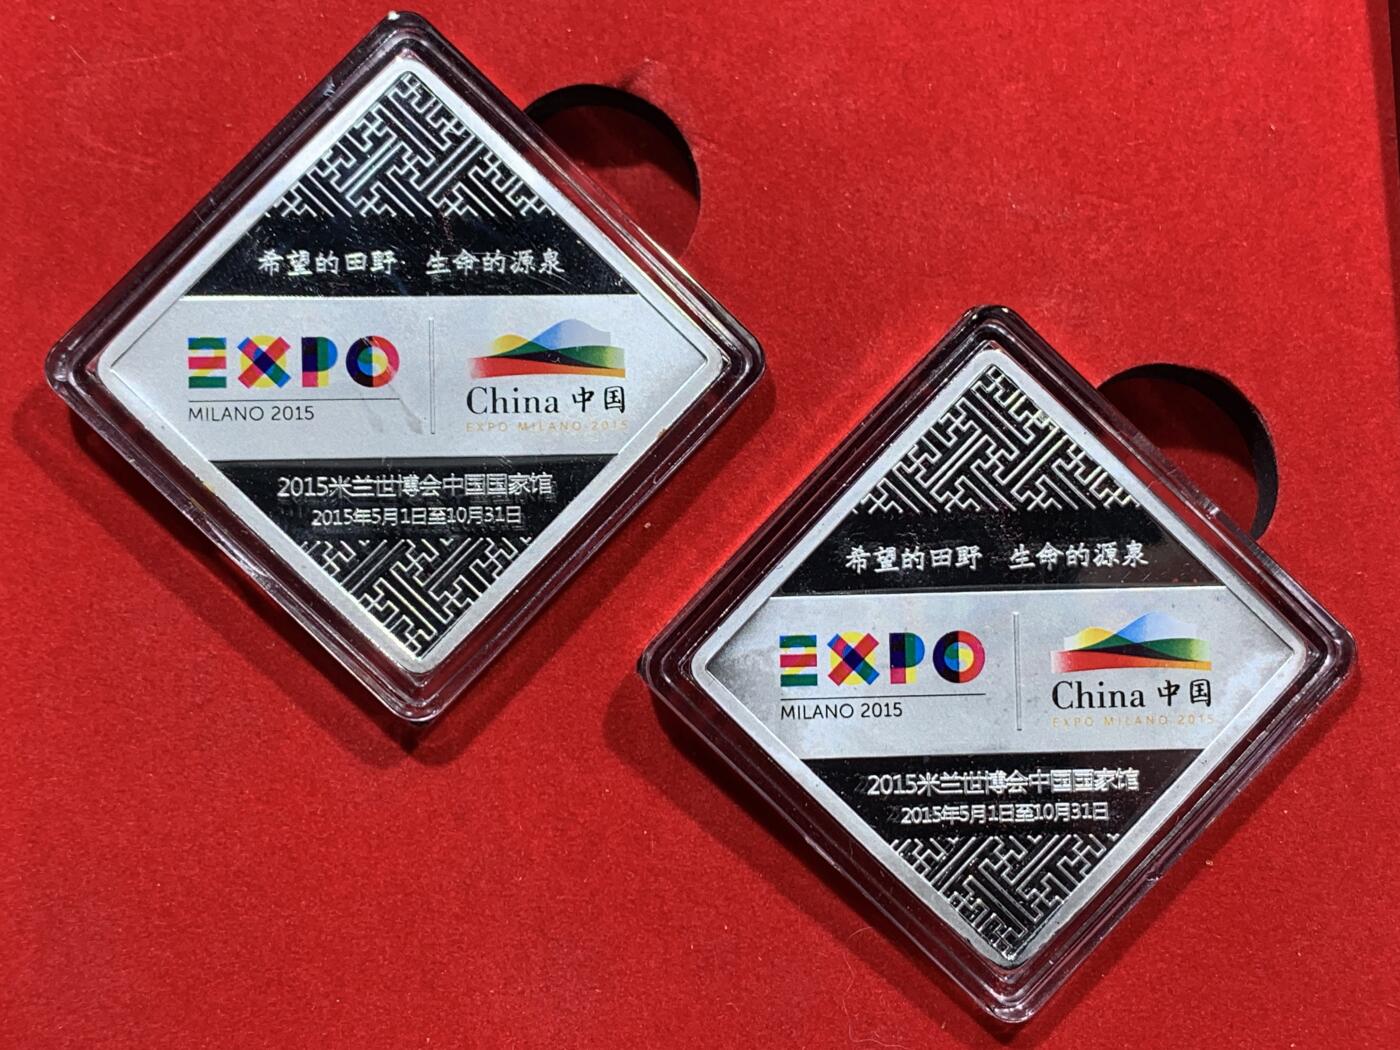 希望的田野 生命的源泉
EXPO
MILANO 2015
China 中国
EXPO MILANO 2015
2015米兰世博会中国国家馆
2015年5月1日至10月31日
希望的田野 生命的源泉
EXPO
MILANO 2015
China 中国
EXPO MILANO 2015
2015米兰世博会中国国家馆
2015年5月1日至10月31日